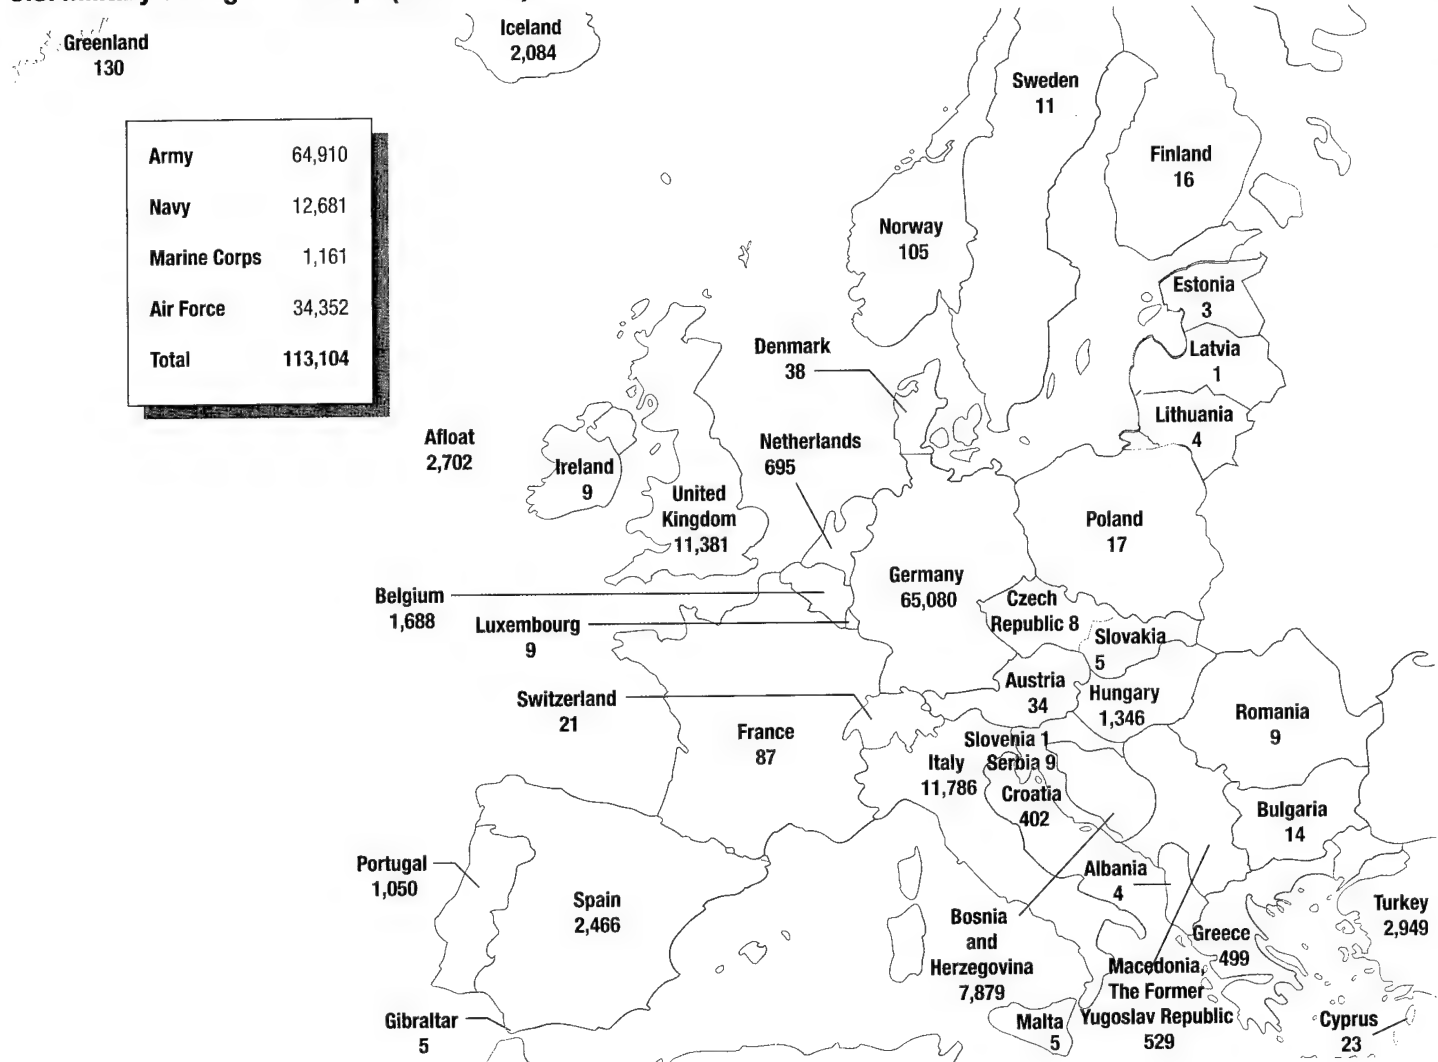 Greenland
130
Iceland
2,084
Sweden
11
Finland
16
Army 64,910
Navy 12,681
Marine Corps 1,161
Air Force 34,352
Total 113,104
Norway
105
Estonia
3
Latvia
1
Lithuania
4
Denmark
38
Netherlands
695
Afloat
2,702
Ireland
9
United
Kingdom
11,381
Poland
17
Germany
65,080
Belgium
1,688
Luxembourg
9
Czech
Republic 8
Slovakia
5
Switzerland
21
Austria
34
Hungary
1,346
Romania
9
France
87
Slovenia 1
Serbia 9
Italy
11,786
Croatia
402
Bulgaria
14
Portugal
1,050
Spain
2,466
Albania
4
Turkey
2,949
Bosnia
and
Herzegovina
7,879
Greece
499
Macedonia,
The Former
Yugoslav Republic
529
Gibraltar
5
Malta
5
Cyprus
23